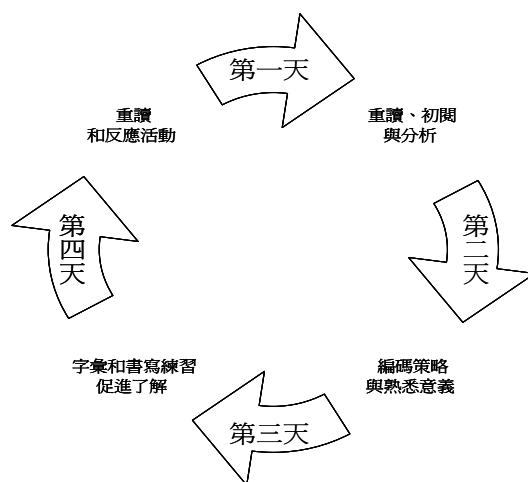 第一天
重讀、初閱
與分析
第二天
編碼策略
與熟悉意義
第三天
字彙和書寫練習
促進了解
第四天
重讀
和反應活動